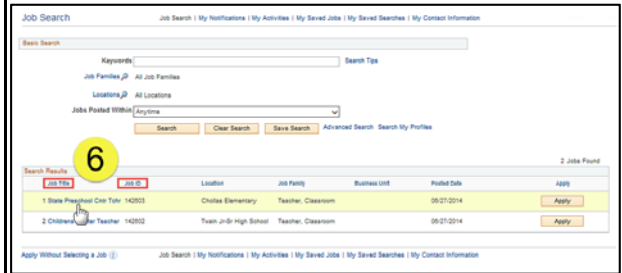 Job Search
Job Search | My Notifications | My Activities | My Saved Jobs | My Saved Searches | My Contact Information
Basic Search
Keywords Search Tips
Job Families All Job Families
Locations All Locations
Jobs Posted Within Anytime
Search Clear Search Save Search Advanced Search Search My Profiles
2 Jobs Found
6
Search Results
Job Title Job ID Location Job Family Business Unit Posted Date Apply
1 State Preschool Cntr Tchr 142603 Chollas Elementary Teacher, Classroom 05/27/2014 Apply
2 Childrens Teacher 142602 Twain Jr-Sr High School Teacher, Classroom 05/27/2014 Apply
Apply Without Selecting a Job Job Search | My Notifications | My Activities | My Saved Jobs | My Saved Searches | My Contact Information